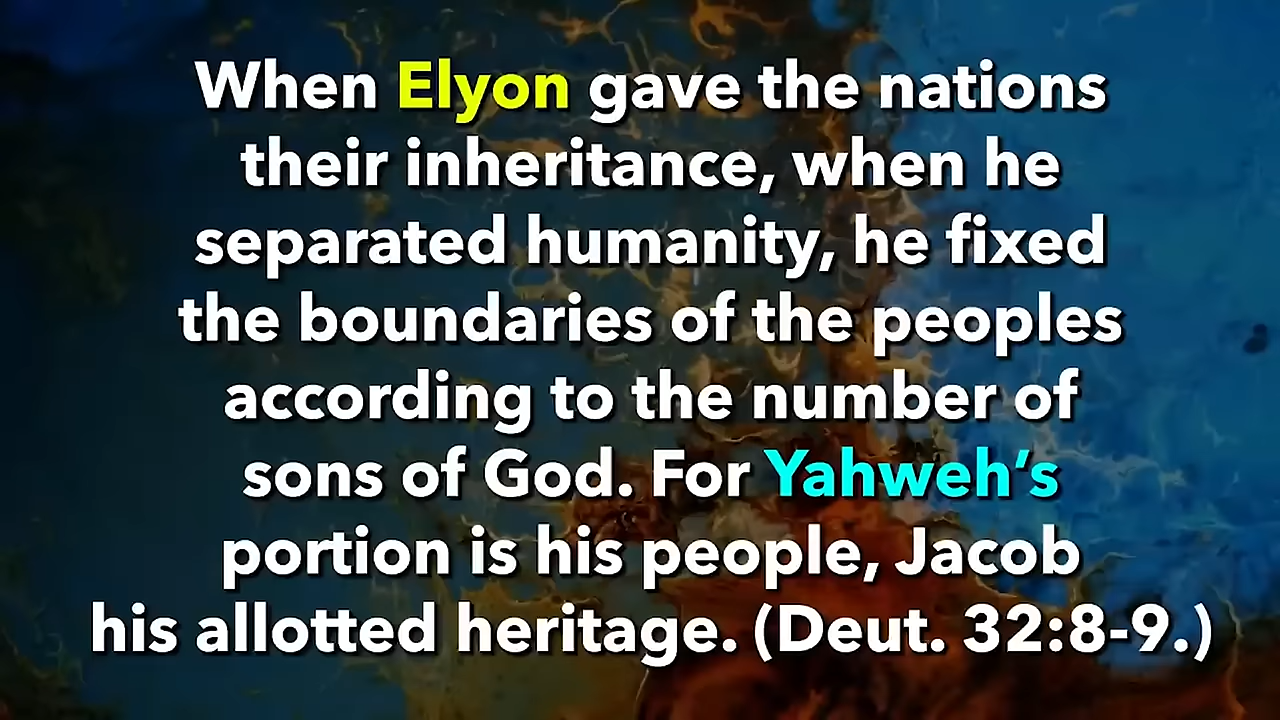 When Elyon gave the nations
their inheritance, when he
separated humanity, he fixed
the boundaries of the peoples
according to the number of
sons of God. For Yahweh’s
portion is his people, Jacob
his allotted heritage. (Deut. 32:8-9.)